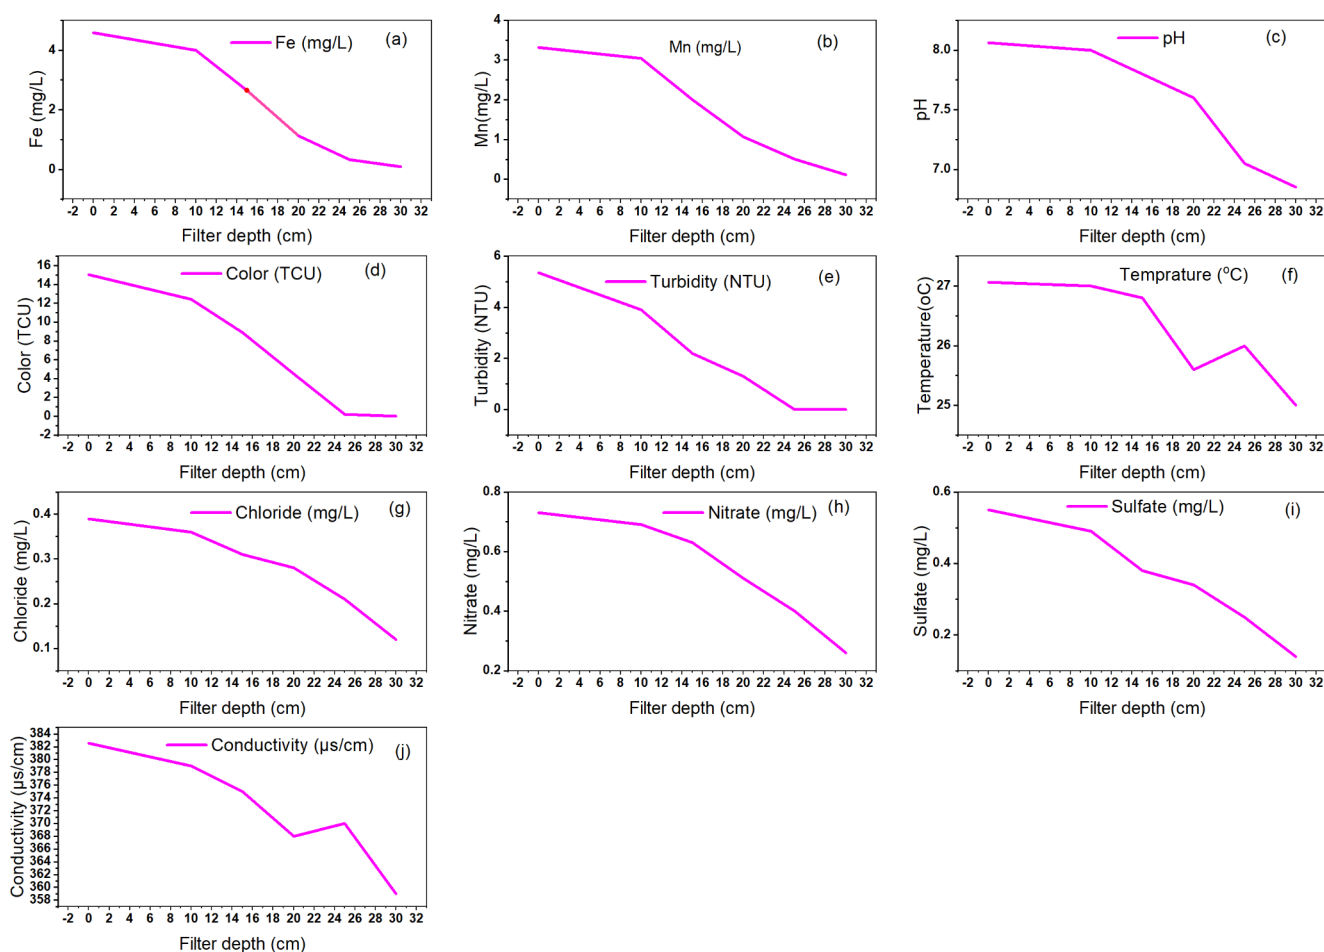 Fe (mg/L)
(a)
4
2
0
Fe (mg/L)
-2 0 2 4 6 8 10 12 14 16 18 20 22 24 26 28 30 32
Filter depth (cm)
Mn (mg/L)
(b)
4
3
2
1
0
Mn(mg/L)
-2 0 2 4 6 8 10 12 14 16 18 20 22 24 26 28 30 32
Filter depth (cm)
pH
(c)
8.0
7.5
7.0
pH
-2 0 2 4 6 8 10 12 14 16 18 20 22 24 26 28 30 32
Filter depth (cm)
Color (TCU)
(d)
16
14
12
10
8
6
4
2
0
-2
Color (TCU)
-2 0 2 4 6 8 10 12 14 16 18 20 22 24 26 28 30 32
Filter depth (cm)
Turbidity (NTU)
(e)
6
4
2
0
Turbidity (NTU)
-2 0 2 4 6 8 10 12 14 16 18 20 22 24 26 28 30 32
Filter depth (cm)
Temprature (⁰C)
(f)
27
26
25
Temperature(oC)
-2 0 2 4 6 8 10 12 14 16 18 20 22 24 26 28 30 32
Filter depth (cm)
Chloride (mg/L)
(g)
0.4
0.3
0.2
0.1
Chloride (mg/L)
-2 0 2 4 6 8 10 12 14 16 18 20 22 24 26 28 30 32
Filter depth (cm)
Nitrate (mg/L)
(h)
0.8
0.6
0.4
0.2
Nitrate (mg/L)
-2 0 2 4 6 8 10 12 14 16 18 20 22 24 26 28 30 32
Filter depth (cm)
Sulfate (mg/L)
(i)
0.6
0.4
0.2
Sulfate (mg/L)
-2 0 2 4 6 8 10 12 14 16 18 20 22 24 26 28 30 32
Filter depth (cm)
Conductivity (µs/cm)
(j)
384
382
380
378
376
374
372
370
368
366
364
362
360
358
Conductivity (µs/cm)
-2 0 2 4 6 8 10 12 14 16 18 20 22 24 26 28 30 32
Filter depth (cm)